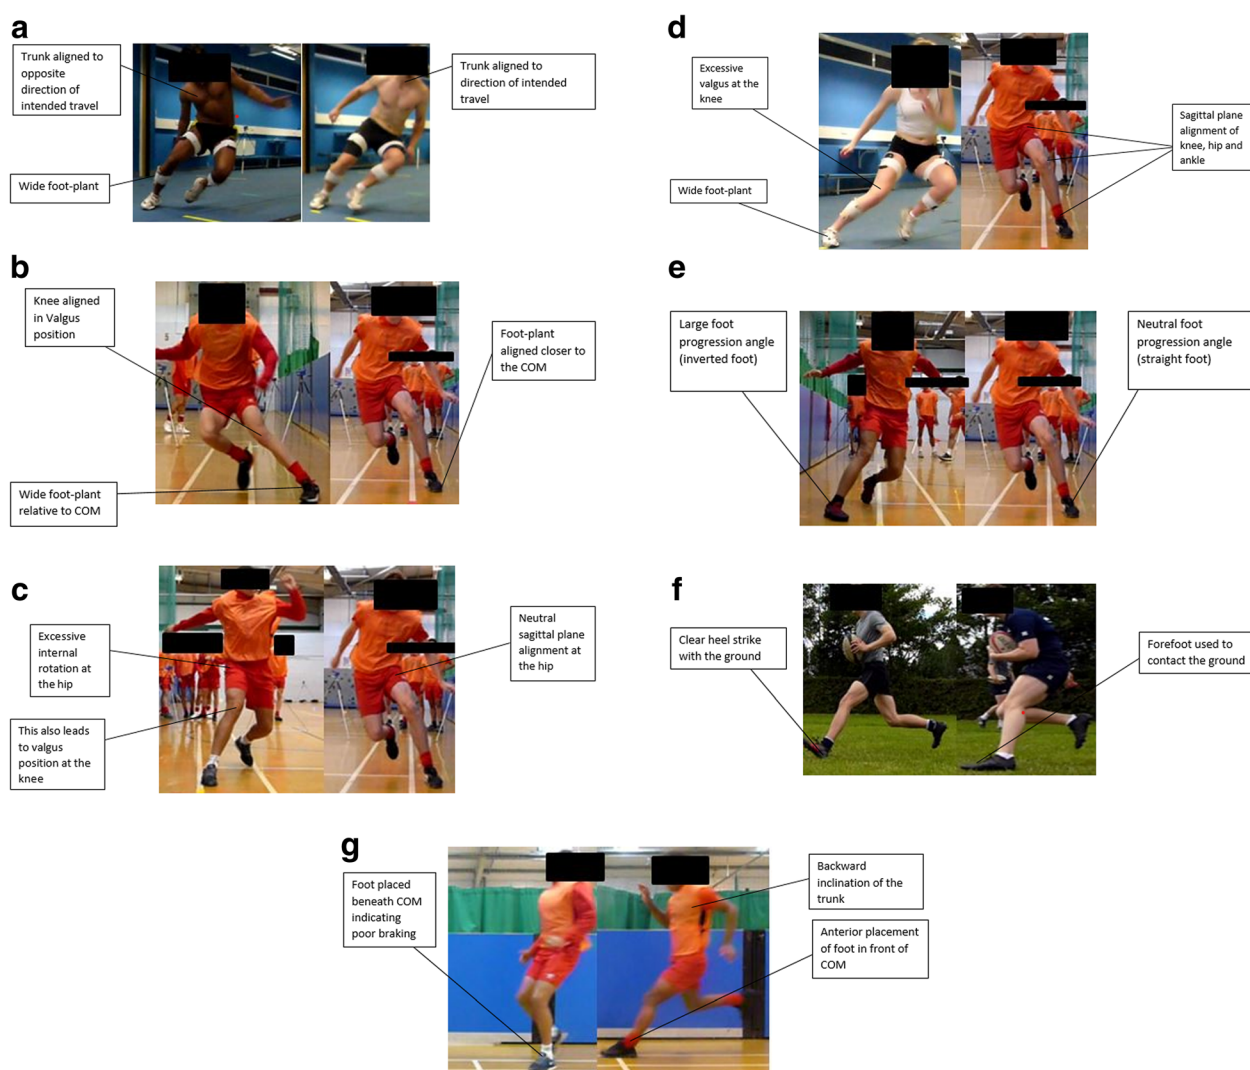 a
Trunk aligned to
opposite
direction of
intended travel
Trunk aligned to
direction of intended
travel
Wide foot-plant
b
Knee aligned
in Valgus
position
Foot-plant
aligned closer to
the COM
Wide foot-plant
relative to COM
c
Excessive
internal
rotation at
the hip
Neutral
sagittal plane
alignment at
the hip
This also leads
to valgus
position at the
knee
d
Excessive
valgus at the
knee
Sagittal plane
alignment of
knee, hip and
ankle
Wide foot-plant
e
Large foot
progression angle
(inverted foot)
Neutral foot
progression angle
(straight foot)
f
Clear heel strike
with the ground
Forefoot used to
contact the ground
g
Foot placed
beneath COM
indicating
poor braking
Backward
inclination of the
trunk
Anterior placement
of foot in front of
COM